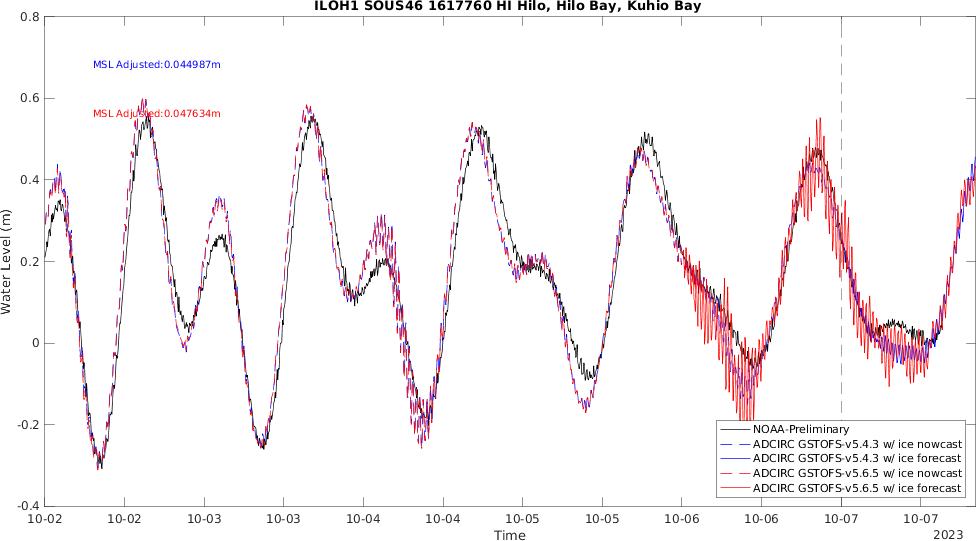 ILOH1 SOUS46 1617760 HI Hilo, Hilo Bay, Kuhio Bay
0.8
MSL Adjusted:0.044987m
0.6
MSL Adjusted:0.047634m
0.4
Water Level (m)
0.2
0
-0.2
NOAA-Preliminary
ADCIRC GSTOFS-v5.4.3 w/ ice nowcast
ADCIRC GSTOFS-v5.4.3 w/ ice forecast
ADCIRC GSTOFS-v5.6.5 w/ ice nowcast
ADCIRC GSTOFS-v5.6.5 w/ ice forecast
-0.4
10-02 10-02 10-03 10-03 10-04 10-04 10-05 10-05 10-06 10-06 10-07 10-07
Time
2023